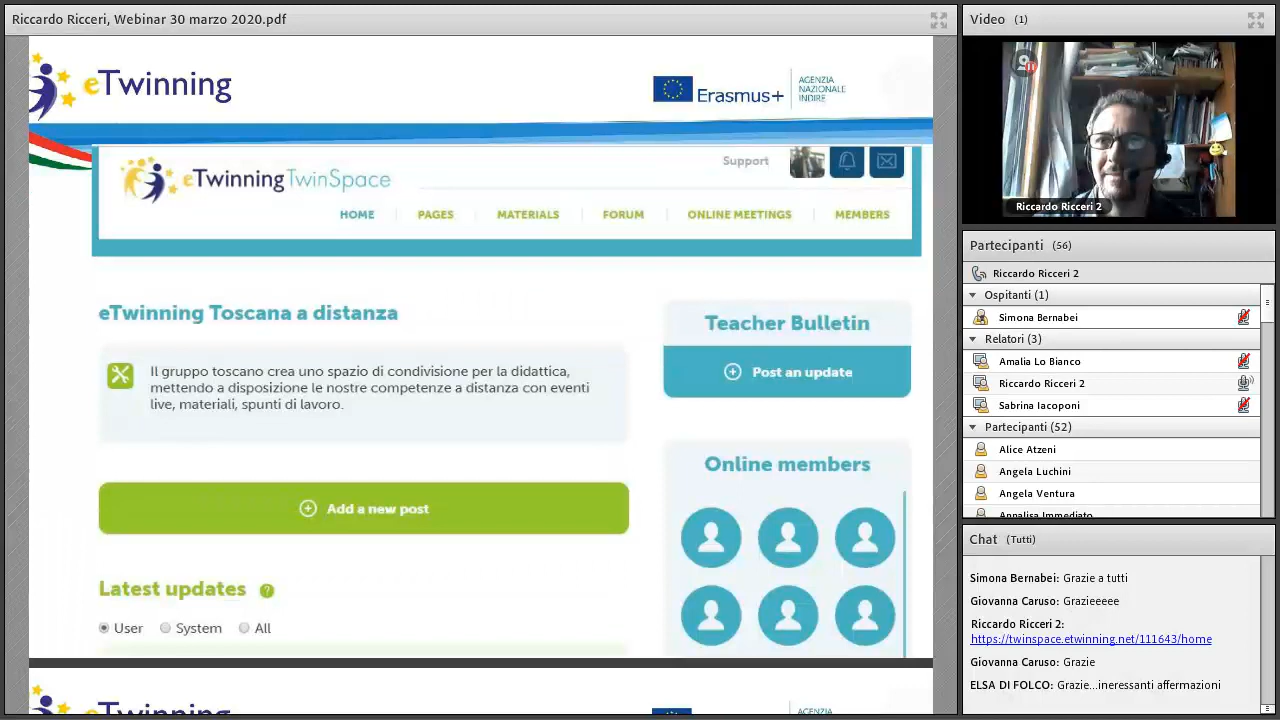 Riccardo Ricceri, Webinar 30 marzo 2020.pdf
eTwinning
Erasmus+
AGENZIA
NAZIONALE
INDIRE
eTwinning TwinSpace
Support
HOME
PAGES
MATERIALS
FORUM
ONLINE MEETINGS
MEMBERS
eTwinning Toscana a distanza
Il gruppo toscano crea uno spazio di condivisione per la didattica,
mettendo a disposizione le nostre competenze a distanza con eventi
live, materiali, spunti di lavoro.
Add a new post
Latest updates ?
User System All
Teacher Bulletin
Post an update
Online members
eTwinning
AGENZIA
Video (1)
Riccardo Ricceri 2
Partecipanti (56)
Riccardo Ricceri 2
Ospitanti (1)
Simona Bernabei
Relatori (3)
Amalia Lo Bianco
Riccardo Ricceri 2
Sabrina Iacoponi
Partecipanti (52)
Alice Atzeni
Angela Luchini
Angela Ventura
Annalisa Immediato
Chat (Tutti)
Simona Bernabei: Grazie a tutti
Giovanna Caruso: Grazieeeee
Riccardo Ricceri 2:
https://twinspace.etwinning.net/111643/home
Giovanna Caruso: Grazie
ELSA DI FOLCO: Grazie...ineressanti affermazioni